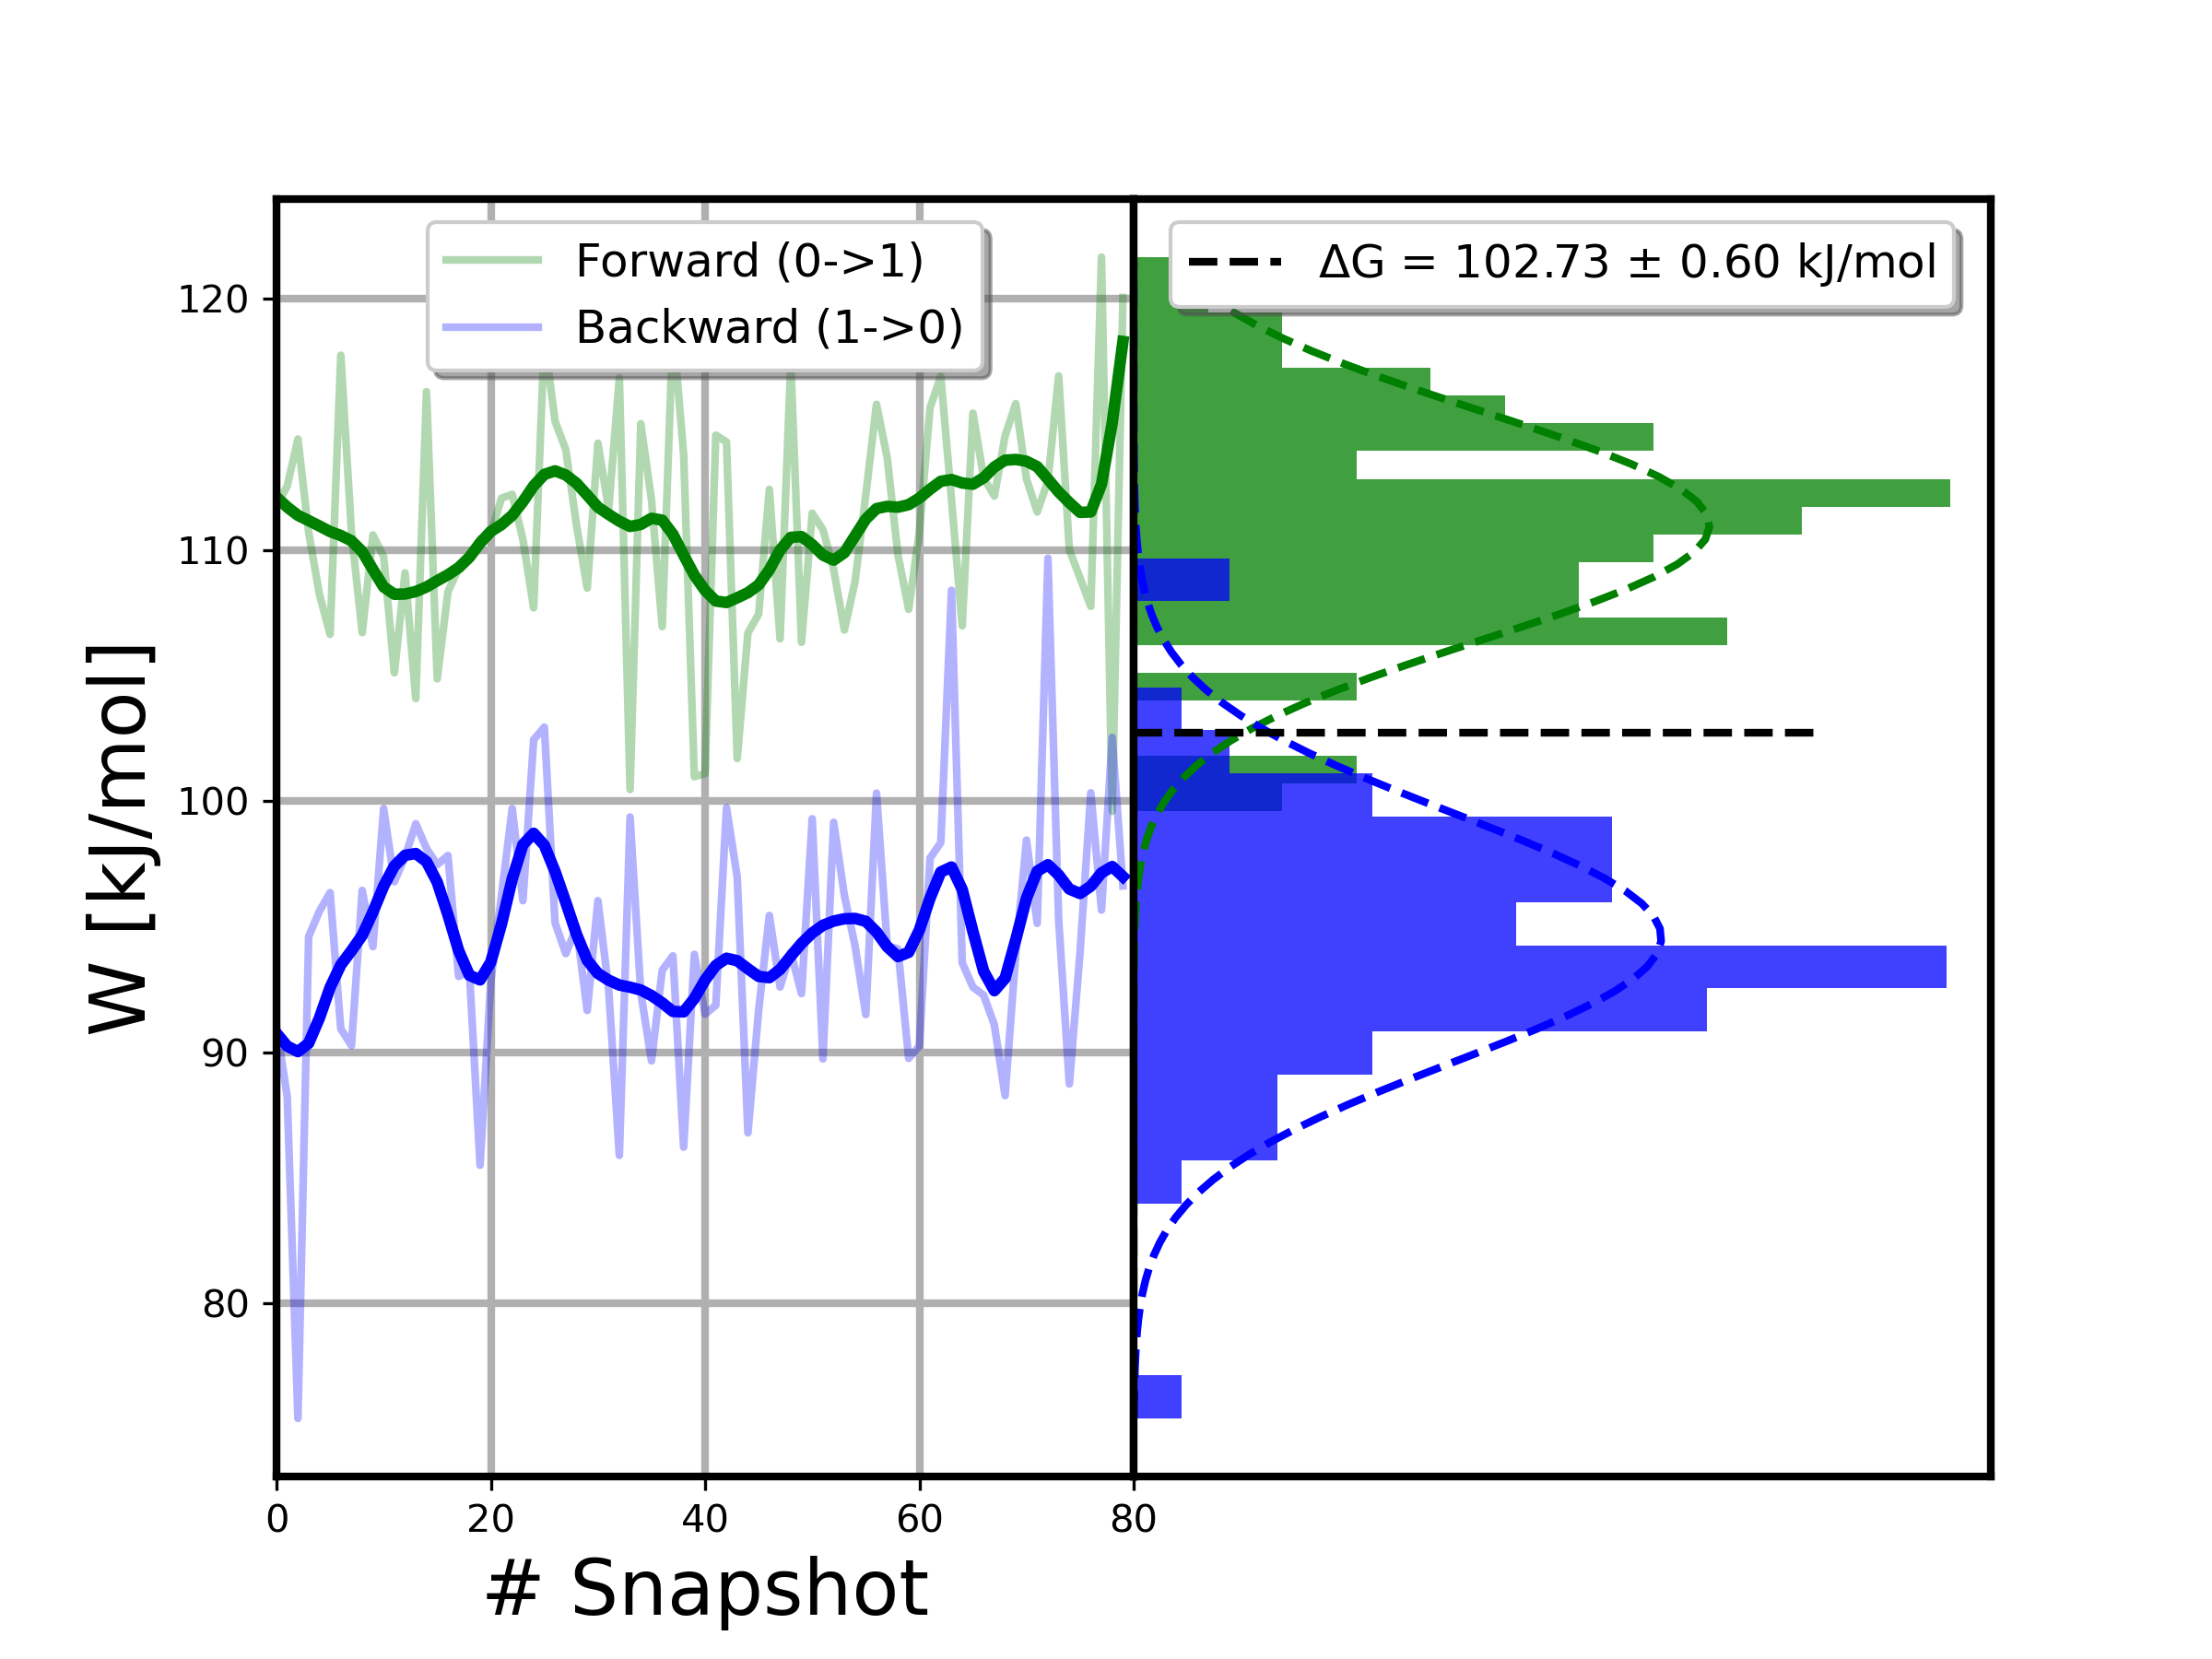 Forward (0->1)
Backward (1->0)
ΔG = 102.73 ± 0.60 kJ/mol
120
110
100
90
80
W [kJ/mol]
0 20 40 60 80
# Snapshot